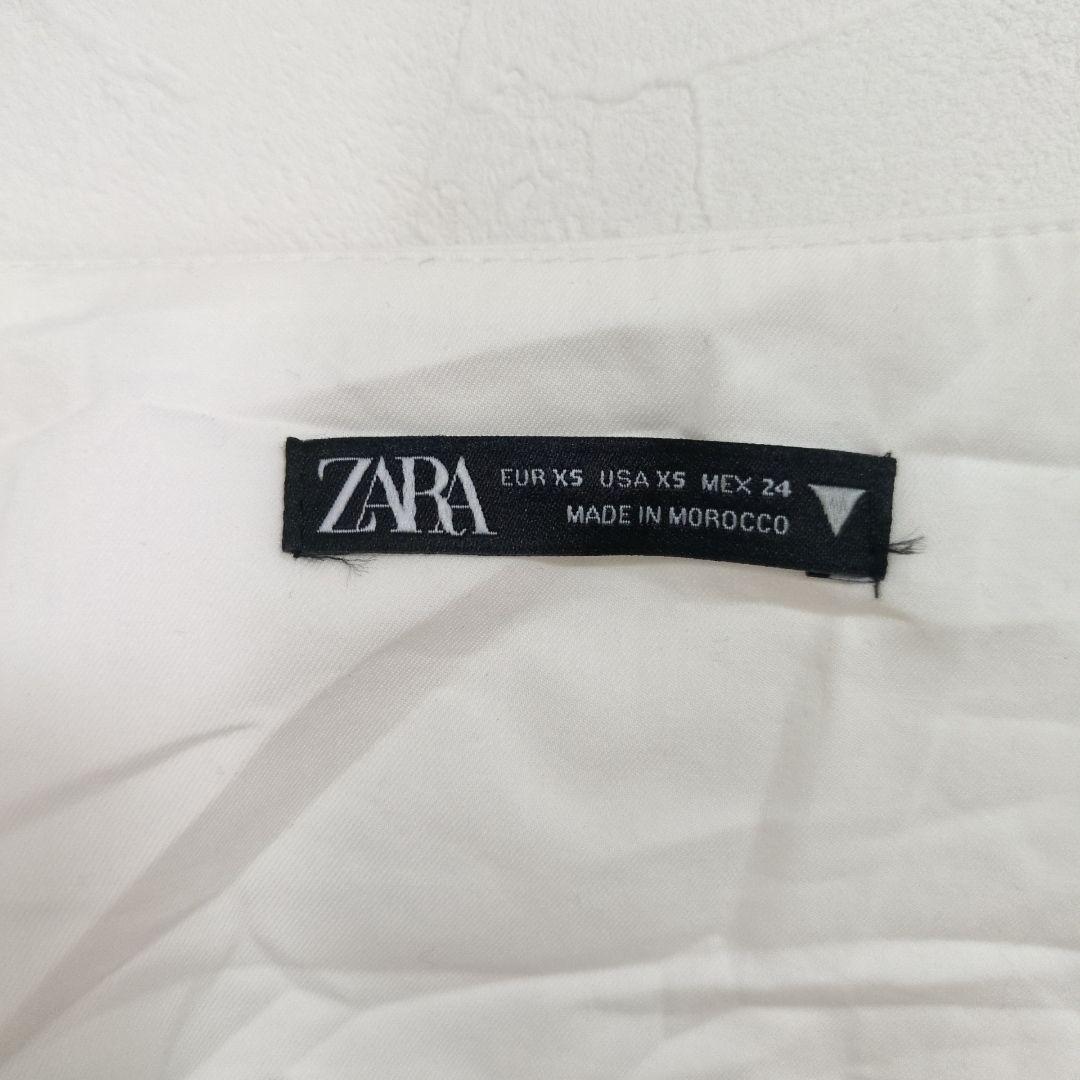 ZARA
EUR XS USA XS MEX 24
MADE IN MOROCCO